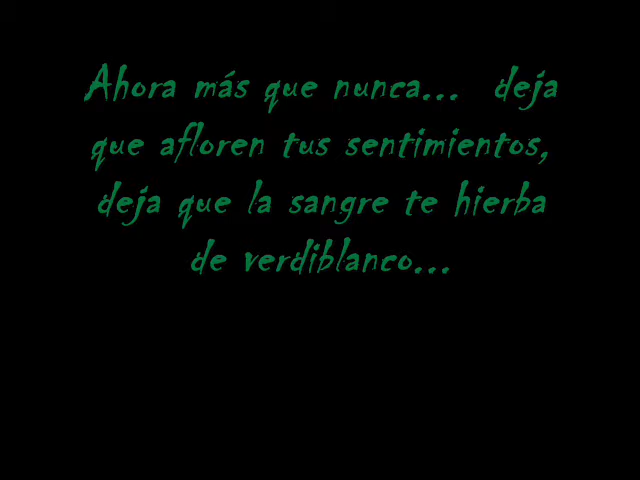 Ahora más que nunca... deja
que afloren tus sentimientos,
deja que la sangre te hierba
de verdiblanco...